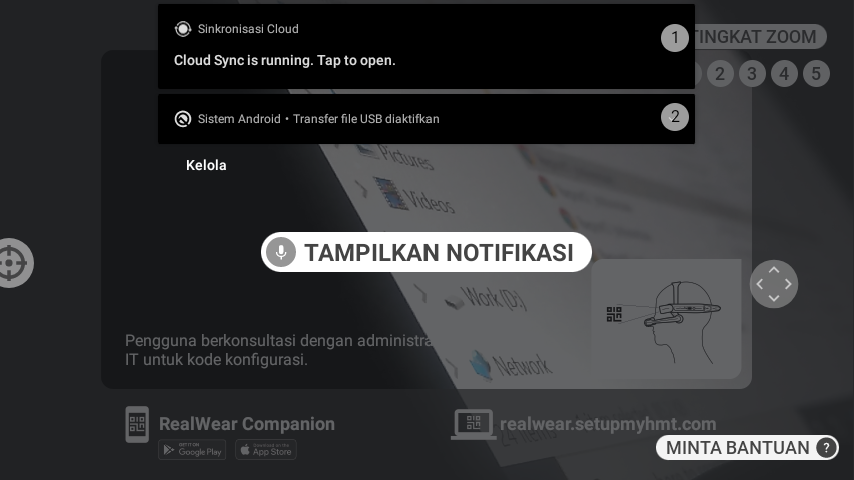 Sinkronisasi Cloud
Cloud Sync is running. Tap to open.
1
TINGKAT ZOOM
2 3 4 5
Sistem Android • Transfer file USB diaktifkan
2
Pictures
Kelola
Videos
TAMPILKAN NOTIFIKASI
Work (D:)
Pengguna berkonsultasi dengan
IT untuk kode konfigurasi.
Network
RealWear Companion
realwear.setupmyhmt.com
GET IT ON
Google Play
Download on the
App Store
MINTA BANTUAN ?